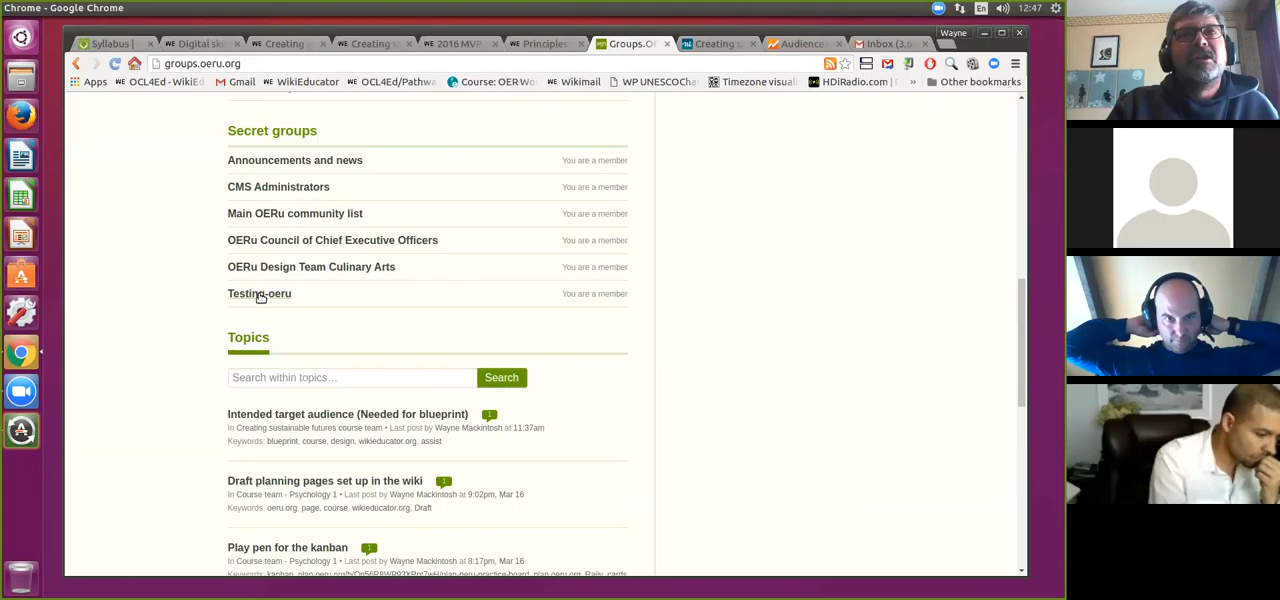 Chrome - Google Chrome
En
12:47
Wayne
Syllabus |
Digital ski
Creating
Creating s
2016 MVP
Principles
Groups.OE
Creating s
Audience
Inbox (3,6
groups.oeru.org
Apps
OCL4Ed - WikiEd
Gmail
WikiEducator
OCL4Ed/Pathwa
Course: OER Wo
Wikimail
WP UNESCOCha
Timezone visuali
HDiRadio.com |
»
Other bookmarks
Secret groups
Announcements and news
You are a member
CMS Administrators
You are a member
Main OERu community list
You are a member
OERu Council of Chief Executive Officers
You are a member
OERu Design Team Culinary Arts
You are a member
Testing-oeru
You are a member
Topics
Search within topics…
Search
Intended target audience (Needed for blueprint) 1
In Creating sustainable futures course team • Last post by Wayne Mackintosh at 11:37am
Keywords: blueprint, course, design, wikieducator.org, assist
Draft planning pages set up in the wiki 1
In Course team - Psychology 1 • Last post by Wayne Mackintosh at 9:02pm, Mar 16
Keywords: oeru.org, page, course, wikieducator.org, Draft
Play pen for the kanban 1
In Course team - Psychology 1 • Last post by Wayne Mackintosh at 8:17pm, Mar 16